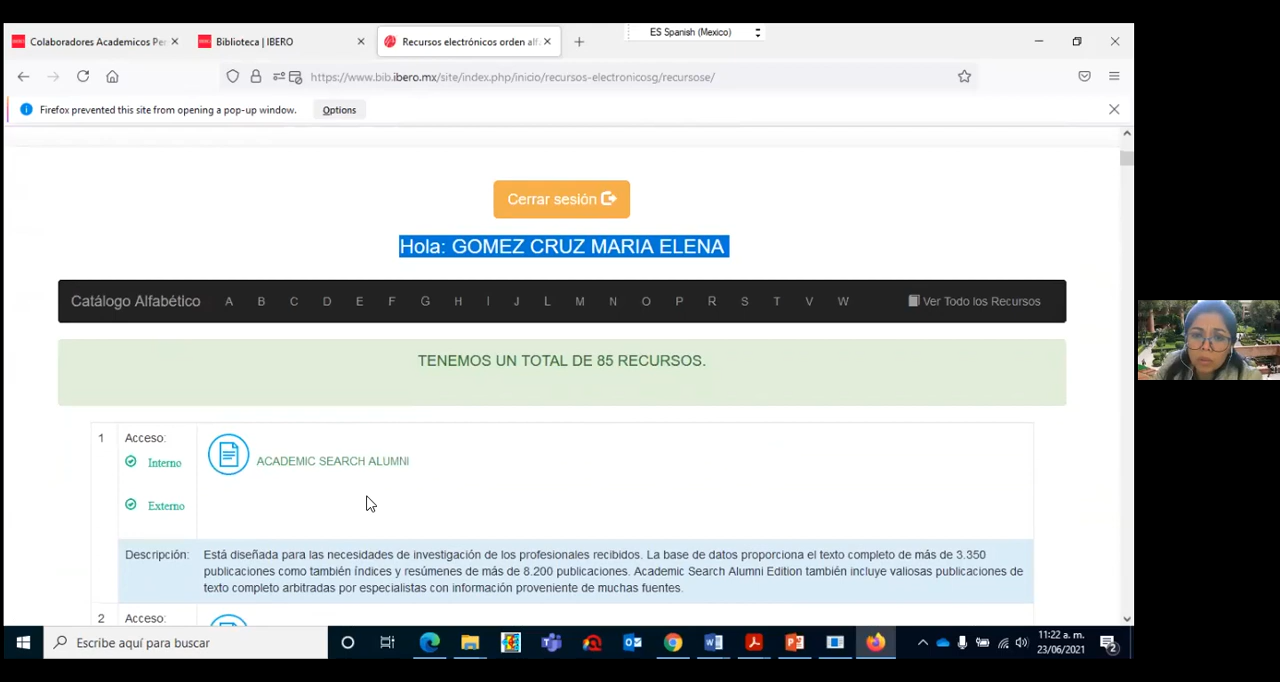 Colaboradores Academicos Per
Biblioteca | IBERO
Recursos electrónicos orden alf
ES Spanish (Mexico)
https://www.bib.ibero.mx/site/index.php/inicio/recursos-electronicosg/recursose/
Firefox prevented this site from opening a pop-up window.
Options
Cerrar sesión
Hola: GOMEZ CRUZ MARIA ELENA
Catálogo Alfabético A B C D E F G H I J L M N O P R S T V W Ver Todo los Recursos
TENEMOS UN TOTAL DE 85 RECURSOS.
1 Acceso:
Interno
ACADEMIC SEARCH ALUMNI
Externo
Descripción: Está diseñada para las necesidades de investigación de los profesionales recibidos. La base de datos proporciona el texto completo de más de 3.350
publicaciones como también índices y resúmenes de más de 8.200 publicaciones. Academic Search Alumni Edition también incluye valiosas publicaciones de
texto completo arbitradas por especialistas con información proveniente de muchas fuentes.
2 Acceso:
Escribe aquí para buscar
11:22 a. m.
23/06/2021
2